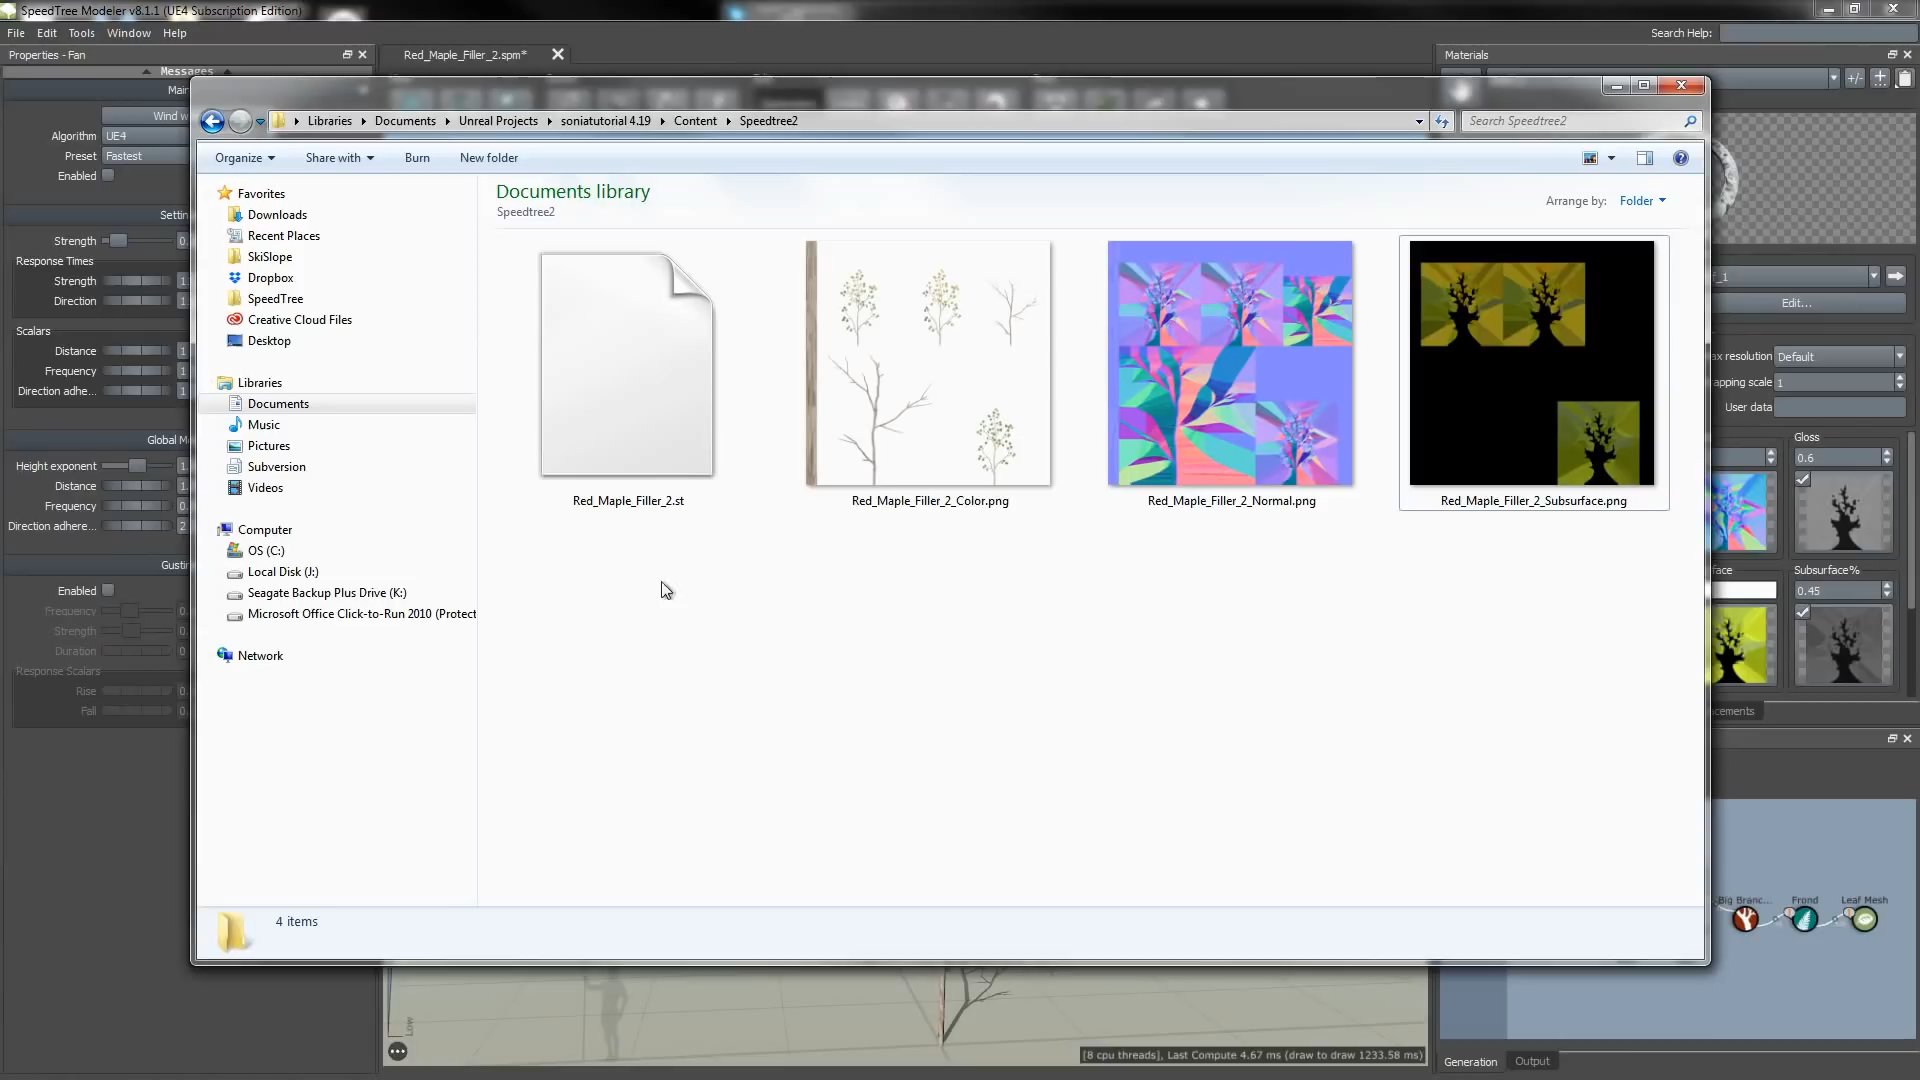 SpeedTree Modeler v8.1.1 (UE4 Subscription Edition)
File Edit Tools Window Help
Search Help:
Properties - Fan
Red_Maple_Filler_2.spm*
Materials
Messages
Wind
Algorithm UE4
Preset Fastest
Enabled
Strength
Response Times
Strength
Direction
Scalars
Distance
Frequency
Direction adhe...
Height exponent
Distance
Frequency
Direction adhere...
Enabled
Frequency
Strength
Duration
Response Scalars
Rise
Fall
Libraries Documents Unreal Projects soniatutorial 4.19 Content Speedtree2
Search Speedtree2
Organize Share with Burn New folder
Favorites
Downloads
Recent Places
SkiSlope
Dropbox
SpeedTree
Creative Cloud Files
Desktop
Libraries
Documents
Music
Pictures
Subversion
Videos
Computer
OS (C:)
Local Disk (J:)
Seagate Backup Plus Drive (K:)
Microsoft Office Click-to-Run 2010 (Protect
Network
Documents library
Speedtree2
Arrange by: Folder
Red_Maple_Filler_2.st
Red_Maple_Filler_2_Color.png
Red_Maple_Filler_2_Normal.png
Red_Maple_Filler_2_Subsurface.png
4 items
Edit...
resolution Default
scale 1
User data
Gloss
0.6
Subsurface%
0.45
Big Branc... Frond Leaf Mesh
Low
[8 cpu threads], Last Compute 4.67 ms (draw to draw 1233.58 ms)
Generation Output